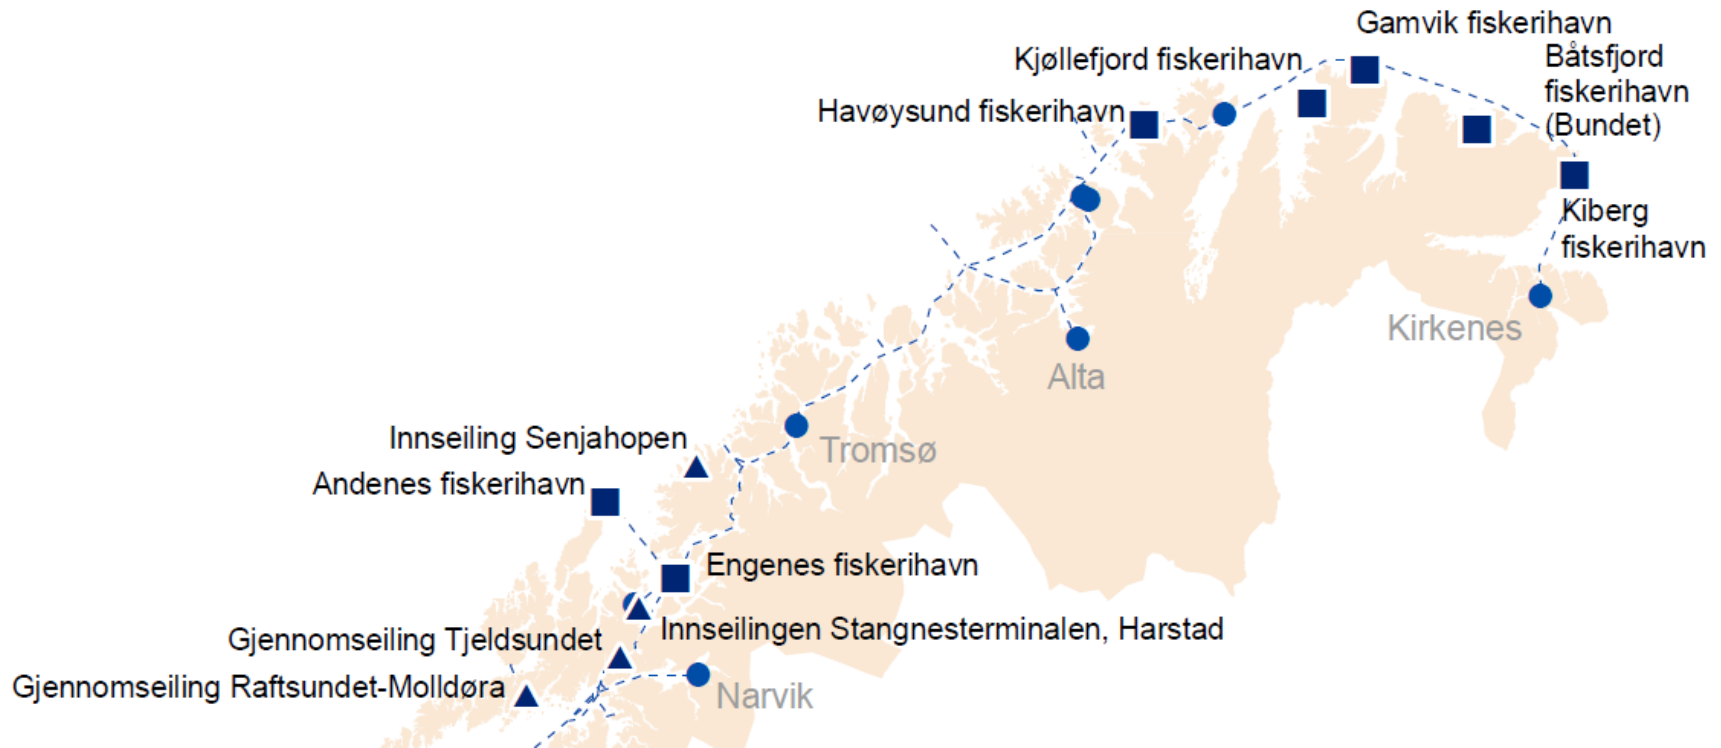 Gamvik fiskerihavn
Kjøllefjord fiskerihavn
Båtsfjord
fiskerihavn
(Bundet)
Havøysund fiskerihavn
Kiberg
fiskerihavn
Kirkenes
Alta
Innseiling Senjahopen
Tromsø
Andenes fiskerihavn
Engenes fiskerihavn
Innseilingen Stangnesterminalen, Harstad
Gjennomseiling Tjeldsundet
Gjennomseiling Raftsundet-Molldøra
Narvik